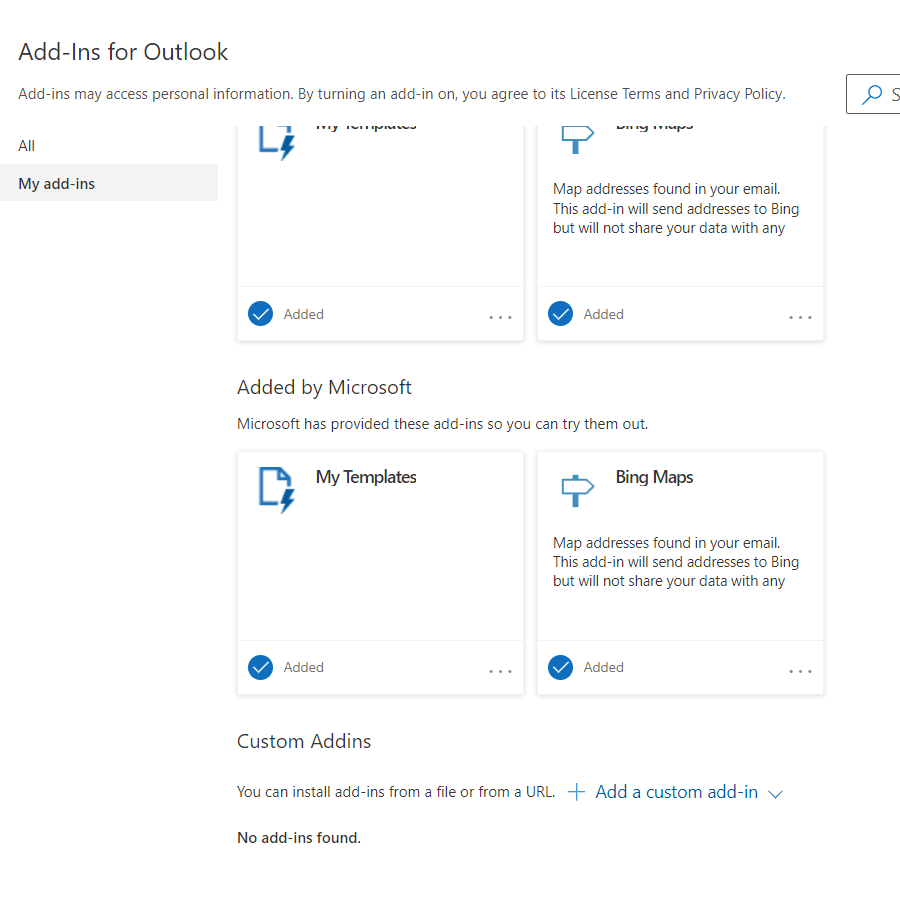 Add-Ins for Outlook
Add-ins may access personal information. By turning an add-in on, you agree to its License Terms and Privacy Policy.
All
My add-ins
My Templates
Bing Maps
Map addresses found in your email.
This add-in will send addresses to Bing
but will not share your data with any
Added
...
Added
...
Added by Microsoft
Microsoft has provided these add-ins so you can try them out.
My Templates
Bing Maps
Map addresses found in your email.
This add-in will send addresses to Bing
but will not share your data with any
Added
...
Added
...
Custom Addins
You can install add-ins from a file or from a URL. + Add a custom add-in
No add-ins found.